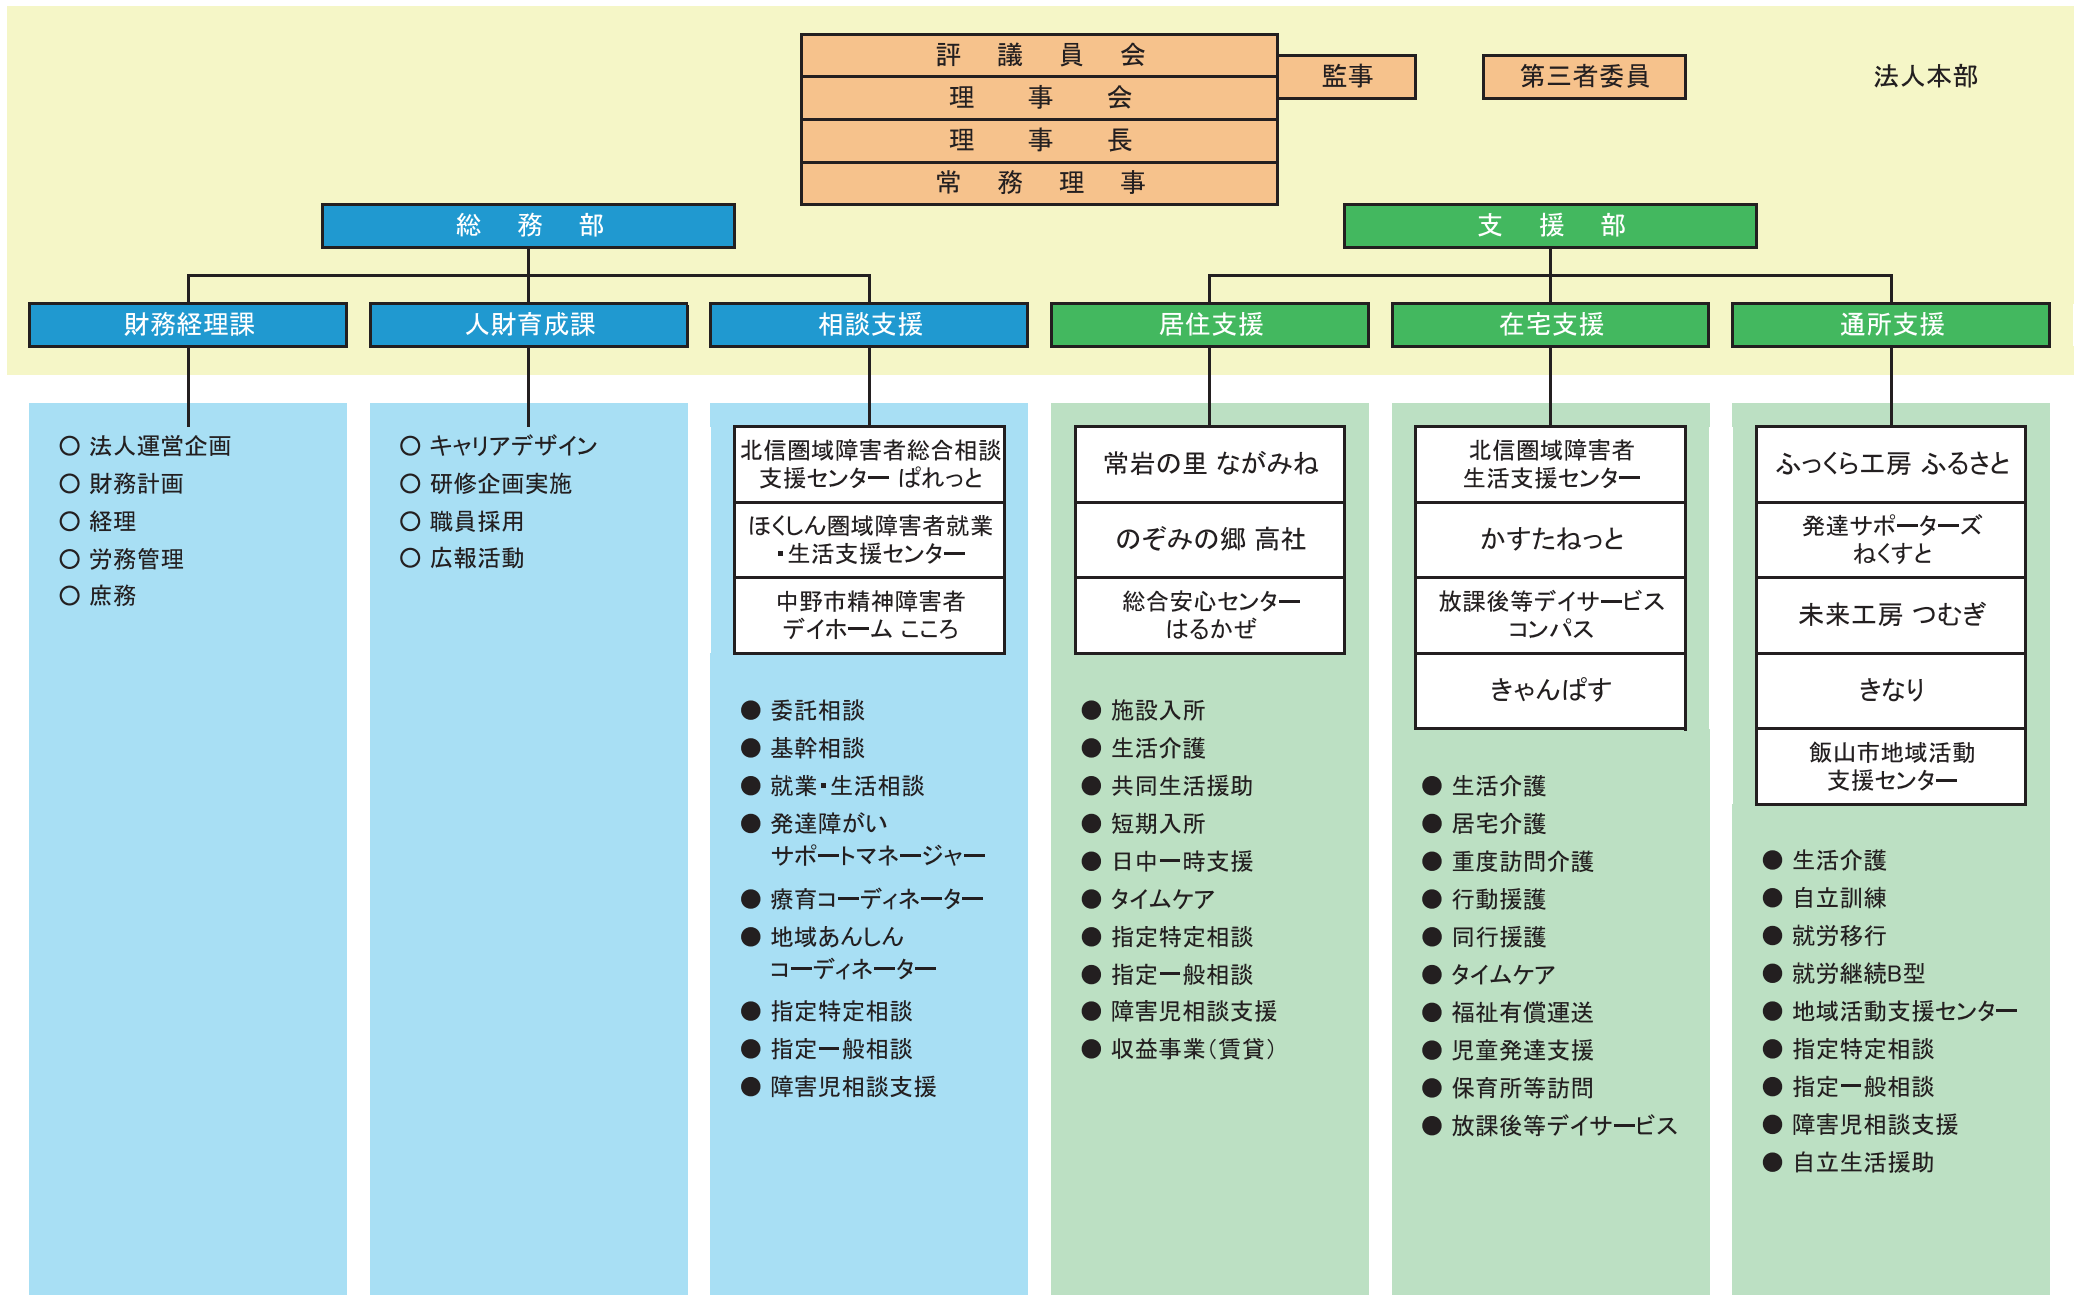 評議員会
理事会
理事長
常務理事
監事
第三者委員
法人本部
総務部
支援部
財務経理課
人財育成課
相談支援
居住支援
在宅支援
通所支援
○ 法人運営企画
○ 財務計画
○ 経理
○ 労務管理
○ 庶務
○ キャリアデザイン
○ 研修企画実施
○ 職員採用
○ 広報活動
北信圏域障害者総合相談
支援センター ぱれっと
ほくしん圏域障害者就業
・生活支援センター
中野市精神障害者
デイホーム こころ
● 委託相談
● 基幹相談
● 就業・生活相談
● 発達障がい
サポートマネージャー
● 療育コーディネーター
● 地域あんしん
コーディネーター
● 指定特定相談
● 指定一般相談
● 障害児相談支援
常岩の里 ながみね
のぞみの郷 高社
総合安心センター
はるかぜ
● 施設入所
● 生活介護
● 共同生活援助
● 短期入所
● 日中一時支援
● タイムケア
● 指定特定相談
● 指定一般相談
● 障害児相談支援
● 収益事業（賃貸）
北信圏域障害者
生活支援センター
かすたねっと
放課後等デイサービス
コンパス
きゃんぱす
● 生活介護
● 居宅介護
● 重度訪問介護
● 行動援護
● 同行援護
● タイムケア
● 福祉有償運送
● 児童発達支援
● 保育所等訪問
● 放課後等デイサービス
ふっくら工房 ふるさと
発達サポーターズ
ねくすと
未来工房 つむぎ
きなり
飯山市地域活動
支援センター
● 生活介護
● 自立訓練
● 就労移行
● 就労継続B型
● 地域活動支援センター
● 指定特定相談
● 指定一般相談
● 障害児相談支援
● 自立生活援助